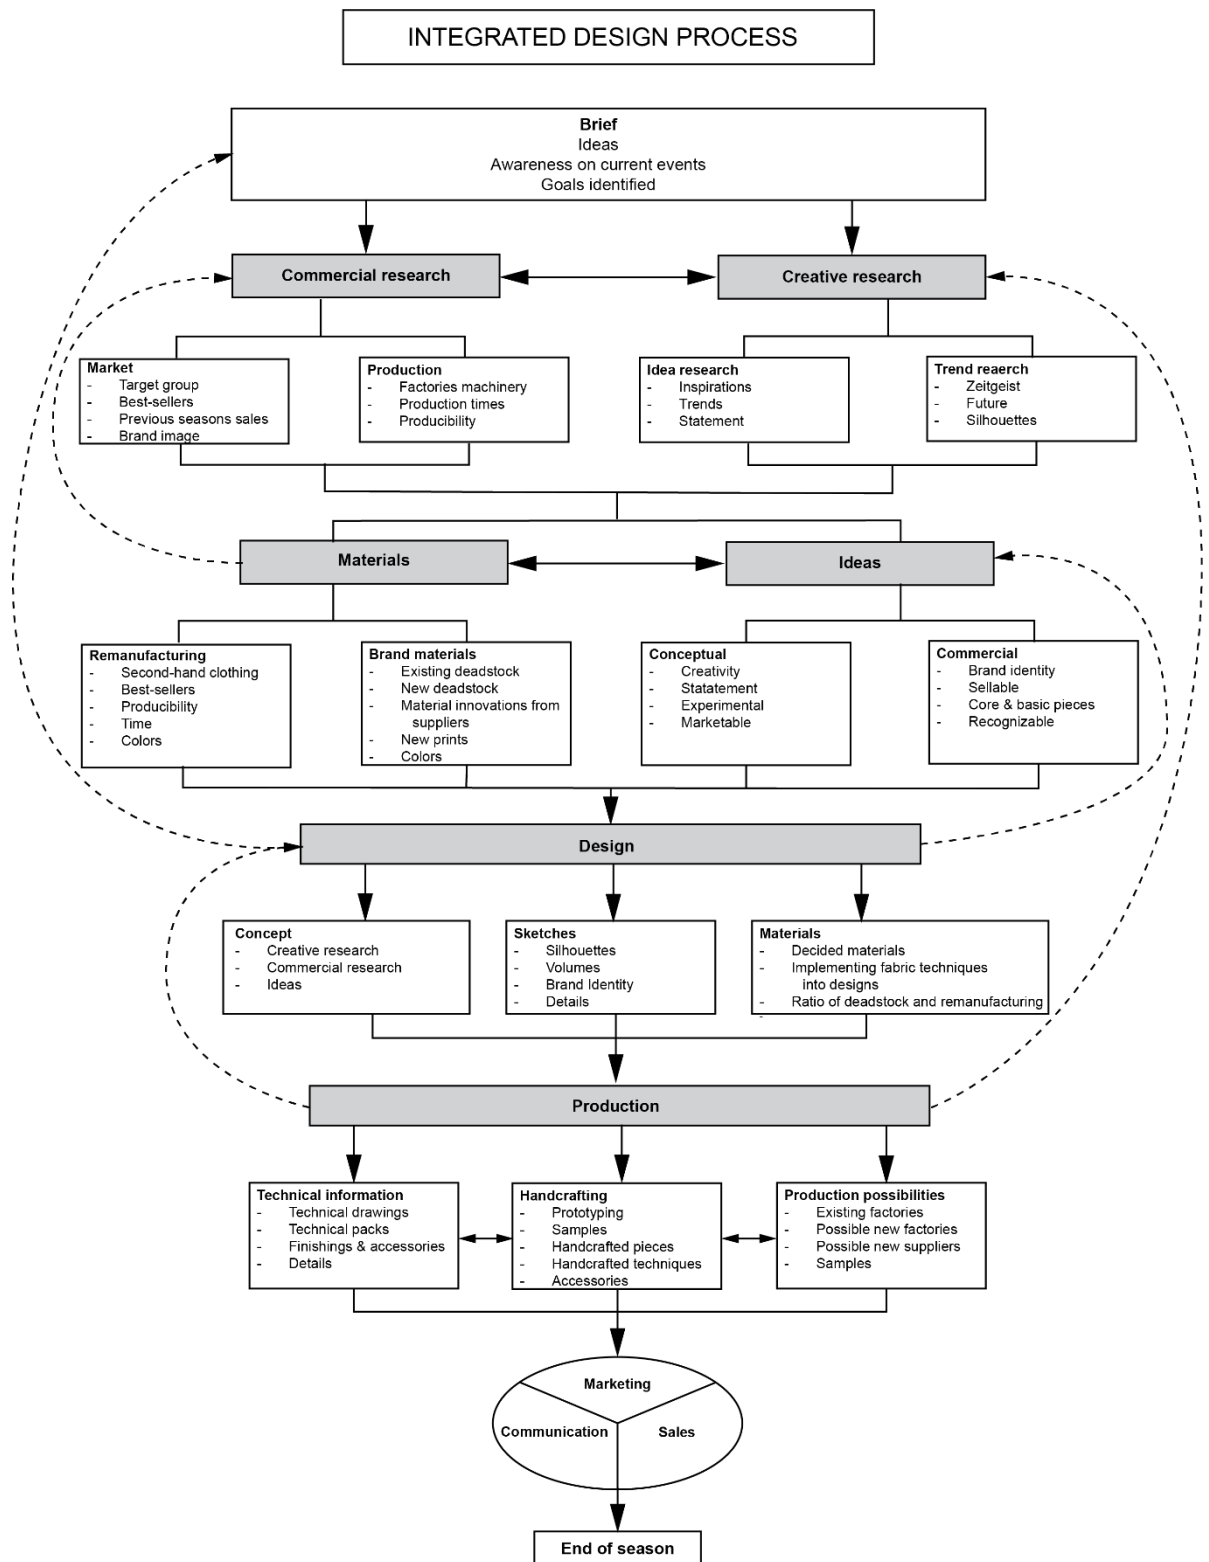 INTEGRATED DESIGN PROCESS
Brief
Ideas
Awareness on current events
Goals identified
Commercial research
Creative research
Market
- Target group
- Best-sellers
- Previous seasons sales
- Brand image
Production
- Factories machinery
- Production times
- Producibility
Idea research
- Inspirations
- Trends
- Statement
Trend reaerch
- Zeitgeist
- Future
- Silhouettes
Materials
Ideas
Remanufacturing
- Second-hand clothing
- Best-sellers
- Producibility
- Time
- Colors
Brand materials
- Existing deadstock
- New deadstock
- Material innovations from
suppliers
- New prints
- Colors
Conceptual
- Creativity
- Statatement
- Experimental
- Marketable
Commercial
- Brand identity
- Sellable
- Core & basic pieces
- Recognizable
Design
Concept
- Creative research
- Commercial research
- Ideas
Sketches
- Silhouettes
- Volumes
- Brand Identity
- Details
Materials
- Decided materials
- Implementing fabric techniques
into designs
- Ratio of deadstock and remanufacturing
-
Production
Technical information
- Technical drawings
- Technical packs
- Finishings & accessories
- Details
Handcrafting
- Prototyping
- Samples
- Handcrafted pieces
- Handcrafted techniques
- Accessories
Production possibilities
- Existing factories
- Possible new factories
- Possible new suppliers
- Samples
Marketing
Communication
Sales
End of season